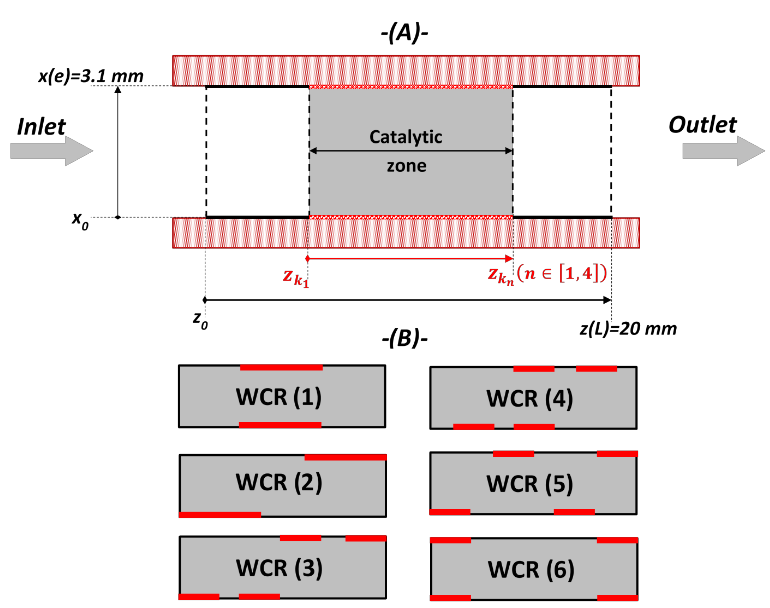 -(A)-
x(e)=3.1 mm
Inlet
Outlet
Catalytic
zone
x0
zk1
zkn(n ∈ [1, 4])
z0
z(L)=20 mm
-(B)-
WCR (1)
WCR (4)
WCR (2)
WCR (5)
WCR (3)
WCR (6)